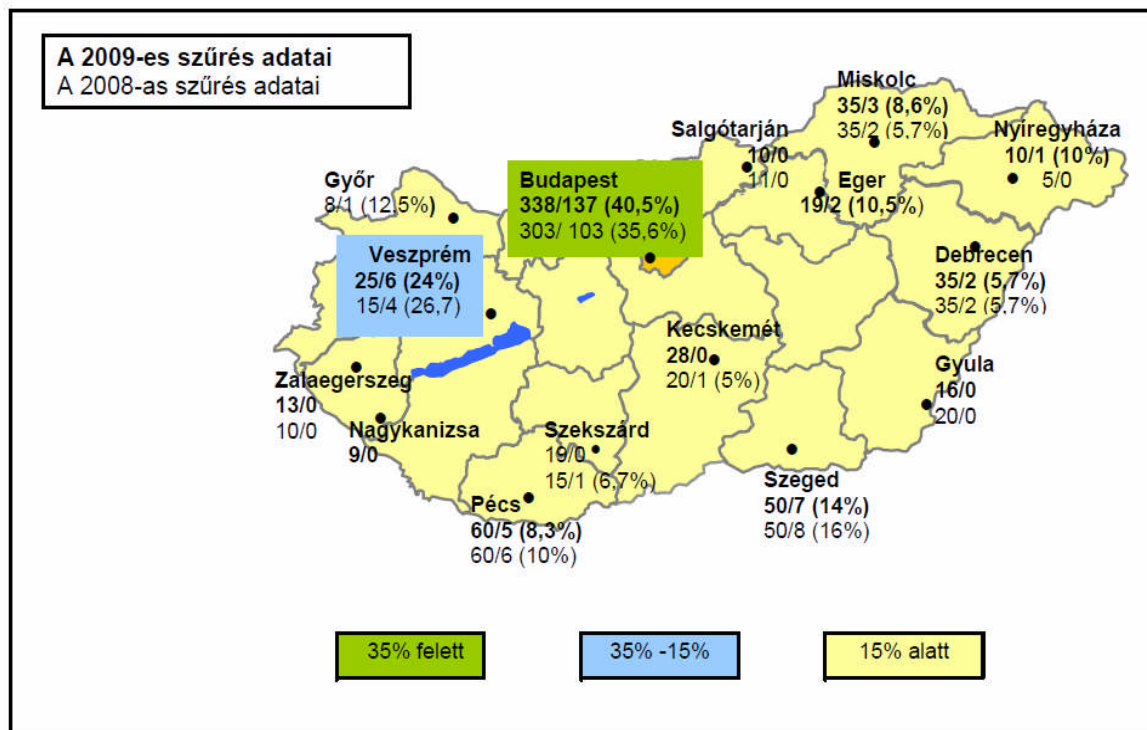 A 2009-es szűrés adatai
A 2008-as szűrés adatai
Miskolc
35/3 (8,6%)
35/2 (5,7%)
Salgótarján
10/0
11/0
Nyíregyháza
10/1 (10%)
5/0
Győr
8/1 (12,5%)
Budapest
338/137 (40,5%)
303/ 103 (35,6%)
Eger
19/2 (10,5%)
Veszprém
25/6 (24%)
15/4 (26,7)
Debrecen
35/2 (5,7%)
35/2 (5,7%)
Kecskemét
28/0
20/1 (5%)
Gyula
16/0
20/0
Zalaegerszeg
13/0
10/0
Nagykanizsa
9/0
Szekszárd
19/0
15/1 (6,7%)
Szeged
50/7 (14%)
50/8 (16%)
Pécs
60/5 (8,3%)
60/6 (10%)
35% felett
35% -15%
15% alatt